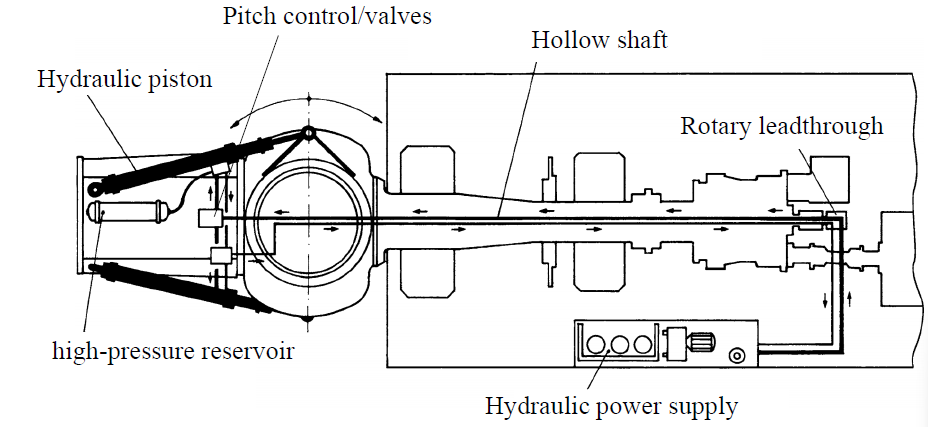 Pitch control/valves
Hollow shaft
Hydraulic piston
Rotary leadthrough
high-pressure reservoir
Hydraulic power supply